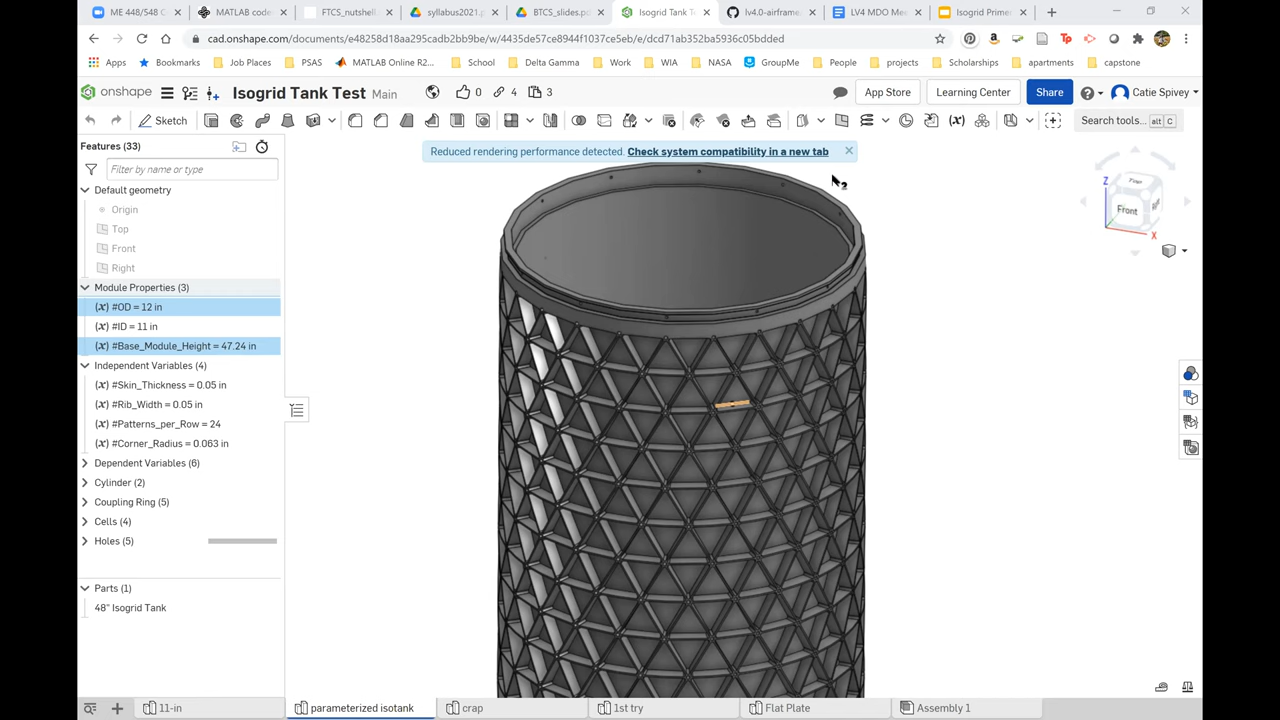 ME 448/548 C
MATLAB code
FTCS_nutshell.
syllabus2021.p
BTCS_slides.pd
Isogrid Tank Te
lv4.0-airframe
LV4 MDO Mee
Isogrid Prime
cad.onshape.com/documents/e48258d18aa295cadb2bb9be/w/4435de57ce8944f1037ce5eb/e/dcd71ab352ba5936c05bdded
Apps
Bookmarks
Job Places
PSAS
MATLAB Online R2...
School
Delta Gamma
Work
WIA
NASA
GroupMe
People
projects
Scholarships
apartments
capstone
onshape
Isogrid Tank Test Main
0
4
3
App Store
Learning Center
Share
Catie Spivey
Sketch
(x)
Search tools... alt C
Features (33)
Reduced rendering performance detected. Check system compatibility in a new tab
Filter by name or type
Default geometry
Origin
Top
Front
Right
Module Properties (3)
(x) #OD = 12 in
(x) #ID = 11 in
(x) #Base_Module_Height = 47.24 in
Independent Variables (4)
(x) #Skin_Thickness = 0.05 in
(x) #Rib_Width = 0.05 in
(x) #Patterns_per_Row = 24
(x) #Corner_Radius = 0.063 in
Dependent Variables (6)
Cylinder (2)
Coupling Ring (5)
Cells (4)
Holes (5)
Parts (1)
48" Isogrid Tank
Z
Top
Front
Right
X
11-in
parameterized isotank
crap
1st try
Flat Plate
Assembly 1